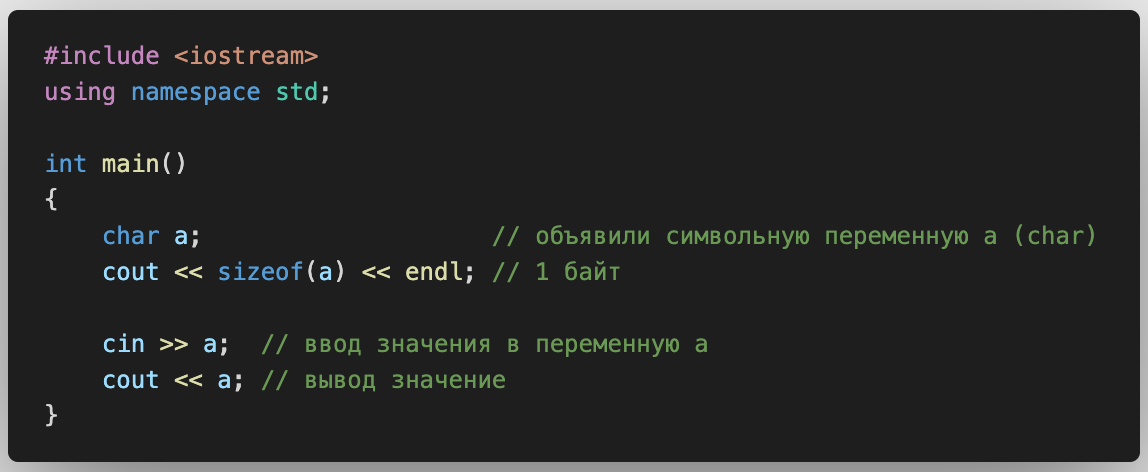 #include <iostream>
using namespace std;
int main()
{
    char a;                    // объявили символьную переменную a (char)
    cout << sizeof(a) << endl; // 1 байт
    cin >> a;  // ввод значения в переменную a
    cout << a; // вывод значение
}